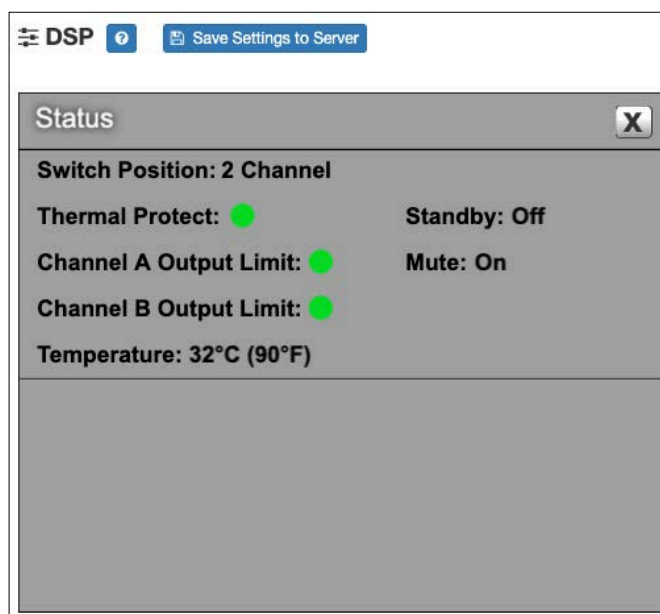 DSP ? Save Settings to Server
Status X
Switch Position: 2 Channel
Thermal Protect: Standby: Off
Channel A Output Limit: Mute: On
Channel B Output Limit:
Temperature: 32°C (90°F)